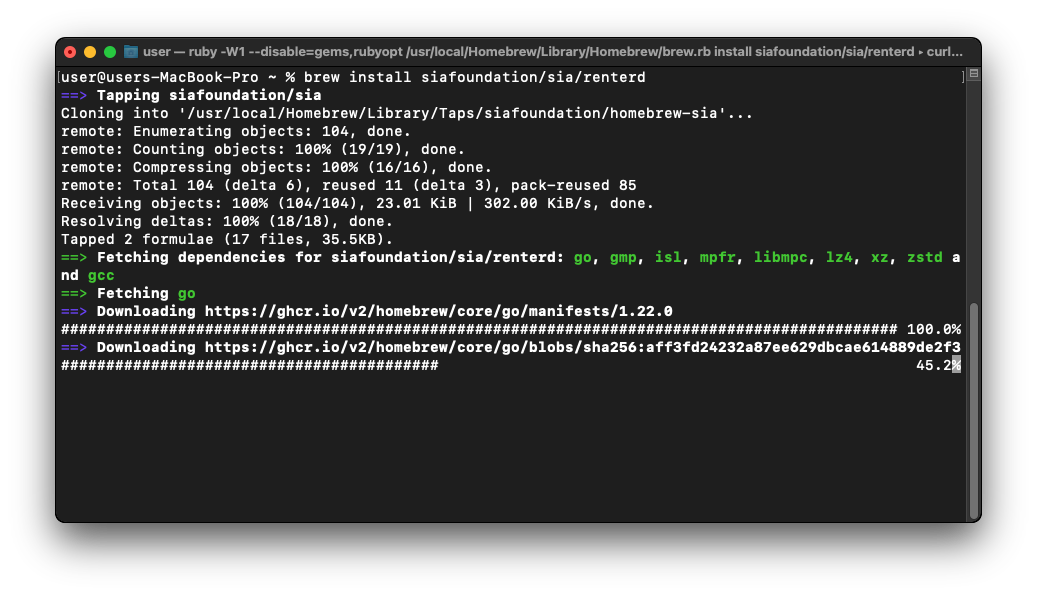 user — ruby -W1 --disable=gems,rubyopt /usr/local/Homebrew/Library/Homebrew/brew.rb install siafoundation/sia/renterd ▸ curl...
[user@users-MacBook-Pro ~ % brew install siafoundation/sia/renterd ]
==> Tapping siafoundation/sia
Cloning into '/usr/local/Homebrew/Library/Taps/siafoundation/homebrew-sia'...
remote: Enumerating objects: 104, done.
remote: Counting objects: 100% (19/19), done.
remote: Compressing objects: 100% (16/16), done.
remote: Total 104 (delta 6), reused 11 (delta 3), pack-reused 85
Receiving objects: 100% (104/104), 23.01 KiB | 302.00 KiB/s, done.
Resolving deltas: 100% (18/18), done.
Tapped 2 formulae (17 files, 35.5KB).
==> Fetching dependencies for siafoundation/sia/renterd: go, gmp, isl, mpfr, libmpc, lz4, xz, zstd a
nd gcc
==> Fetching go
==> Downloading https://ghcr.io/v2/homebrew/core/go/manifests/1.22.0
############################################################################################# 100.0%
==> Downloading https://ghcr.io/v2/homebrew/core/go/blobs/sha256:aff3fd24232a87ee629dbcae614889de2f3
########################################## 45.2%